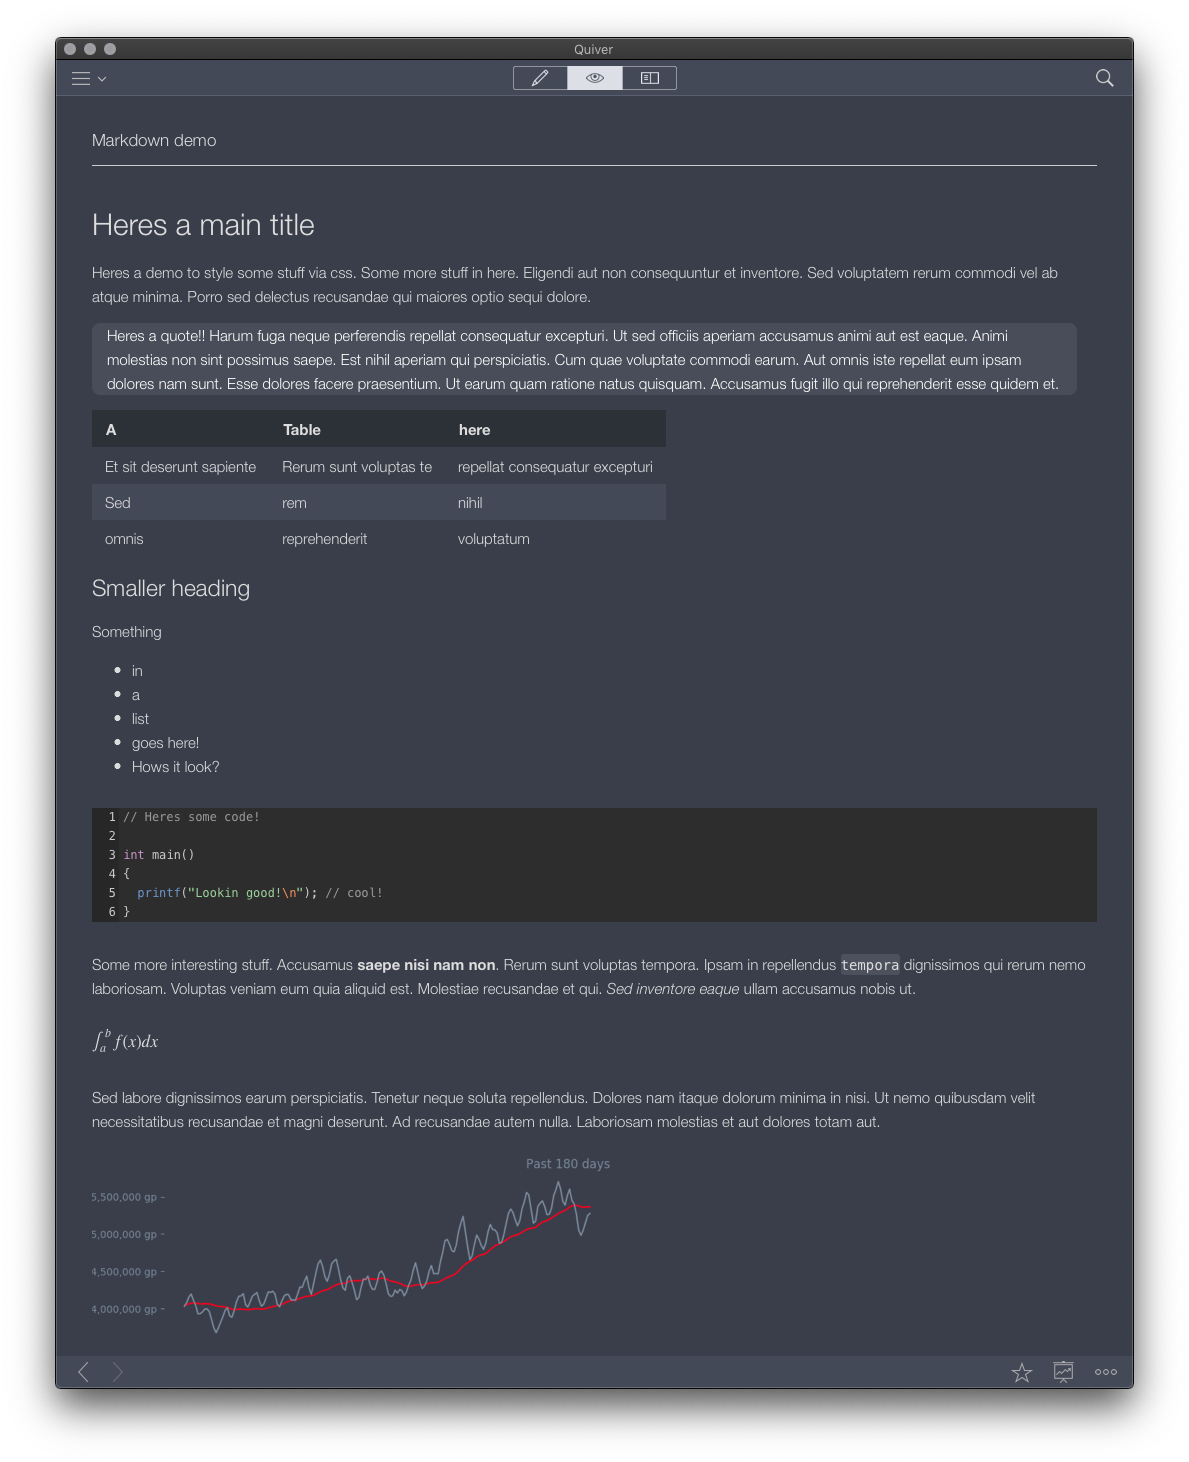 Quiver
Markdown demo
Heres a main title
Heres a demo to style some stuff via css. Some more stuff in here. Eligendi aut non consequuntur et inventore. Sed voluptatem rerum commodi vel ab
atque minima. Porro sed delectus recusandae qui maiores optio sequi dolore.
Heres a quote!! Harum fuga neque perferendis repellat consequatur excepturi. Ut sed officiis aperiam accusamus animi aut est eaque. Animi
molestias non sint possimus saepe. Est nihil aperiam qui perspiciatis. Cum quae voluptate commodi earum. Aut omnis iste repellat eum ipsam
dolores nam sunt. Esse dolores facere praesentium. Ut earum quam ratione natus quisquam. Accusamus fugit illo qui reprehenderit esse quidem et.
A Table here
Et sit deserunt sapiente Rerum sunt voluptas te repellat consequatur excepturi
Sed rem nihil
omnis reprehenderit voluptatum
Smaller heading
Something
• in
• a
• list
• goes here!
• Hows it look?
1 // Heres some code!
2
3 int main()
4 {
5 printf("Lookin good!\n"); // cool!
6 }
Some more interesting stuff. Accusamus saepe nisi nam non. Rerum sunt voluptas tempora. Ipsam in repellendus tempora dignissimos qui rerum nemo
laboriosam. Voluptas veniam eum quia aliquid est. Molestiae recusandae et qui. Sed inventore eaque ullam accusamus nobis ut.
∫_a^b f(x)dx
Sed labore dignissimos earum perspiciatis. Tenetur neque soluta repellendus. Dolores nam itaque dolorum minima in nisi. Ut nemo quibusdam velit
necessitatibus recusandae et magni deserunt. Ad recusandae autem nulla. Laboriosam molestias et aut dolores totam aut.
Past 180 days
5,500,000 gp
5,000,000 gp
4,500,000 gp
4,000,000 gp